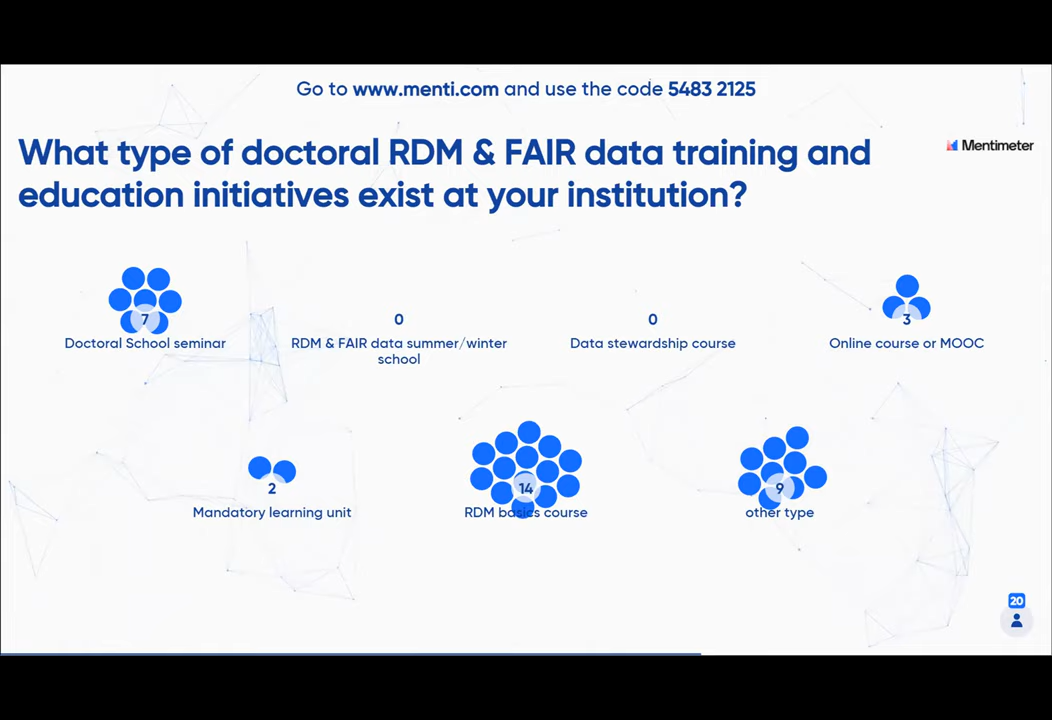 Go to www.menti.com and use the code 5483 2125
What type of doctoral RDM & FAIR data training and
Mentimeter
education initiatives exist at your institution?
7
0
0
3
Doctoral School seminar
RDM & FAIR data summer/winter
school
Data stewardship course
Online course or MOOC
2
14
9
Mandatory learning unit
RDM basics course
other type
20